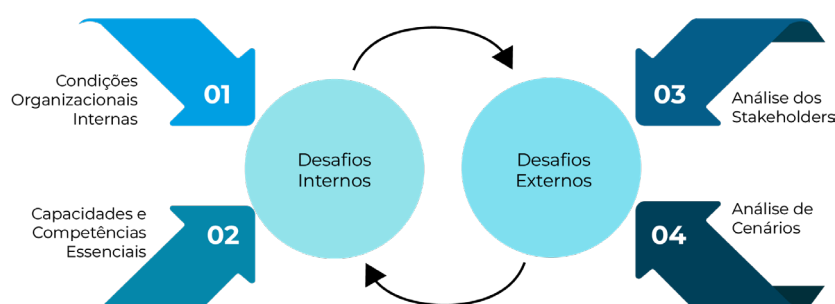 Condições
Organizacionais
Internas
01
Capacidades e
Competências
Essenciais
02
Desafios
Internos
Desafios
Externos
03
Análise dos
Stakeholders
04
Análise de
Cenários